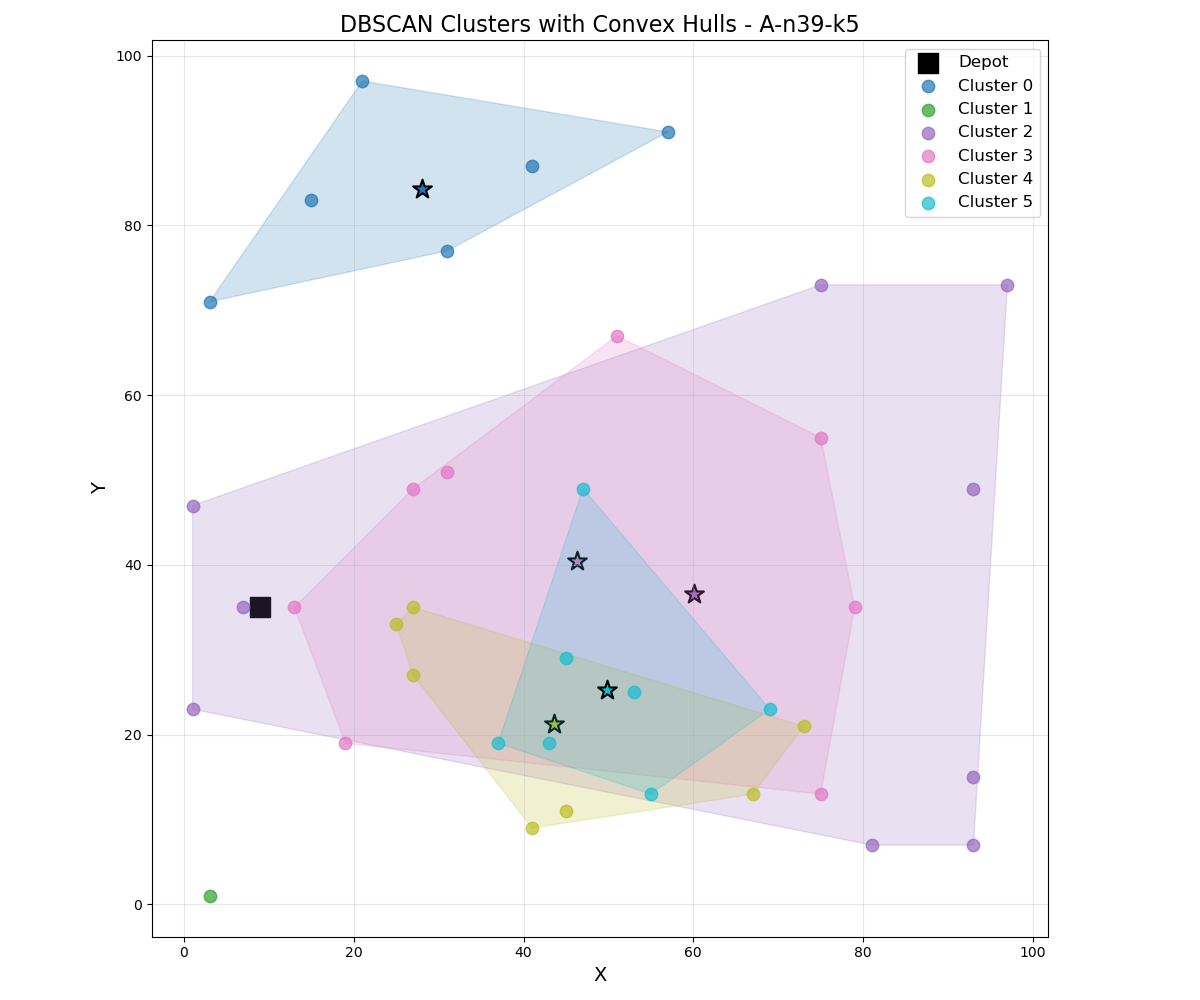 DBSCAN Clusters with Convex Hulls - A-n39-k5
Depot
Cluster 0
Cluster 1
Cluster 2
Cluster 3
Cluster 4
Cluster 5
100
80
60
40
20
0
Y
0 20 40 60 80 100
X